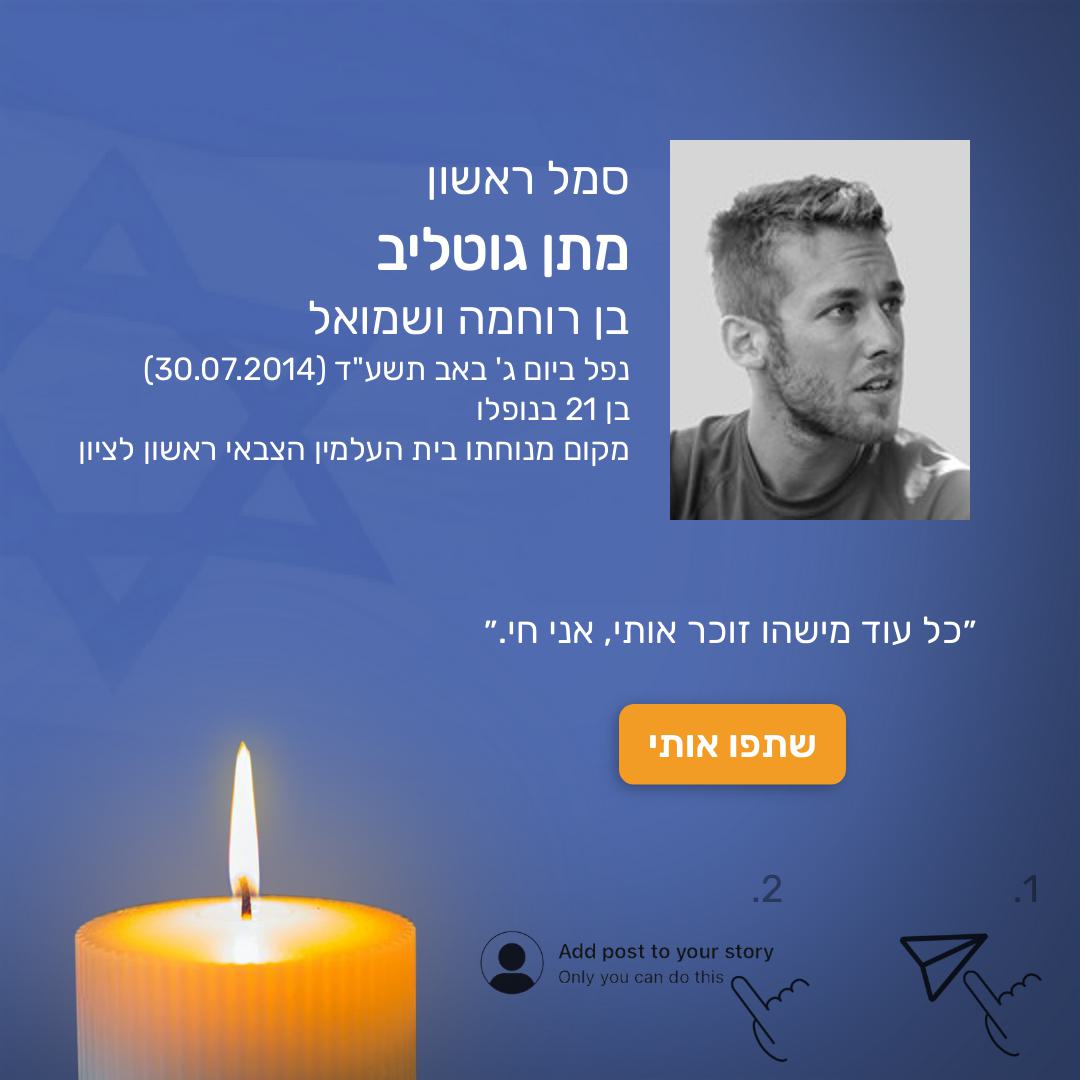 סמל ראשון
מתן גוטליב
בן רוחמה ושמואל
נפל ביום ג' באב תשע"ד (30.07.2014)
בן 21 בנופלו
מקום מנוחתו בית העלמין הצבאי ראשון לציון
״כל עוד מישהו זוכר אותי, אני חי.״
שתפו אותי
.1
.2
Add post to your story
Only you can do this